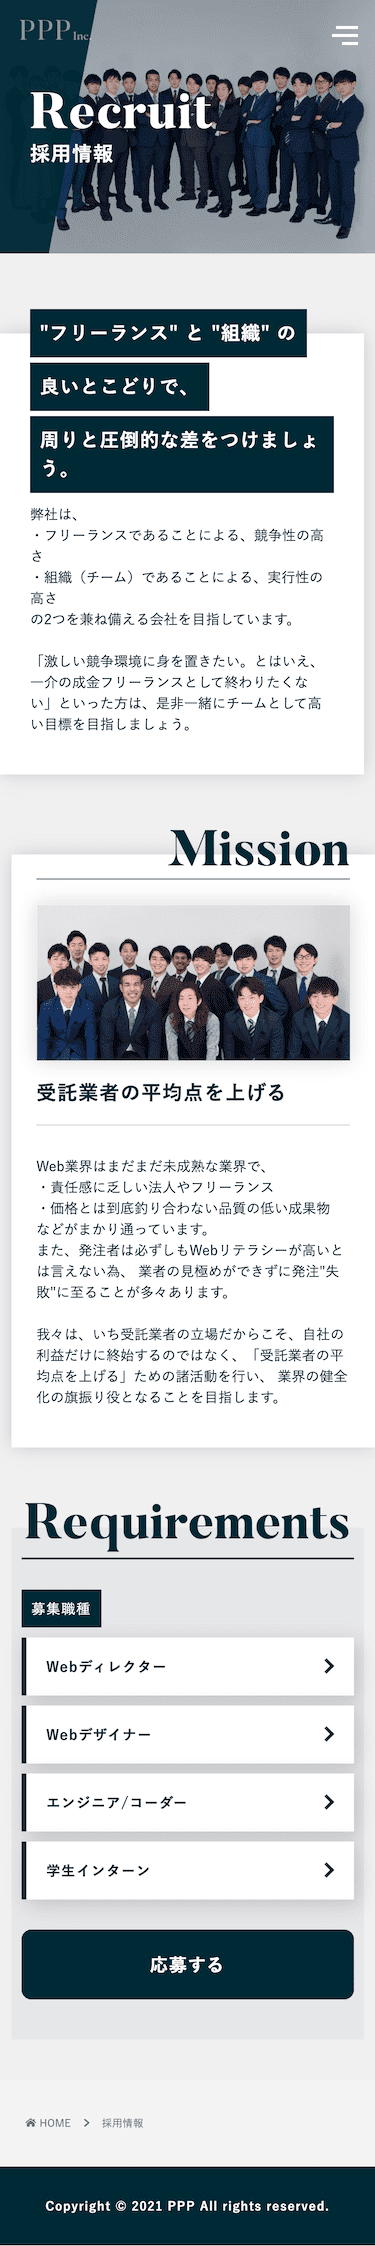 PPP Inc.
Recruit
採用情報
"フリーランス" と "組織" の
良いとこどりで、
周りと圧倒的な差をつけましょ
う。
弊社は、
・フリーランスであることによる、競争性の高
さ
・組織（チーム）であることによる、実行性の
高さ
の2つを兼ね備える会社を目指しています。
「激しい競争環境に身を置きたい。とはいえ、
一介の成金フリーランスとして終わりたくな
い」といった方は、是非一緒にチームとして高
い目標を目指しましょう。
Mission
受託業者の平均点を上げる
Web業界はまだまだ未成熟な業界で、
・責任感に乏しい法人やフリーランス
・価格とは到底釣り合わない品質の低い成果物
などがまかり通っています。
また、発注者は必ずしもWebリテラシーが高いと
は言えない為、 業者の見極めができずに発注"失
敗"に至ることが多々あります。
我々は、いち受託業者の立場だからこそ、自社の
利益だけに終始するのではなく、「受託業者の平
均点を上げる」ための諸活動を行い、 業界の健全
化の旗振り役となることを目指します。
Requirements
募集職種
Webディレクター
Webデザイナー
エンジニア/コーダー
学生インターン
応募する
HOME > 採用情報
Copyright © 2021 PPP All rights reserved.